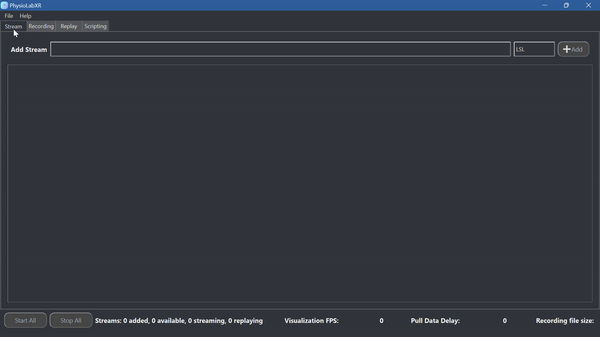 PhysioLabXR
File Help
Stream Recording Replay Scripting
Add Stream LSL Add
Start All Stop All Streams: 0 added, 0 available, 0 streaming, 0 replaying Visualization FPS: 0 Pull Data Delay: 0 Recording file size: